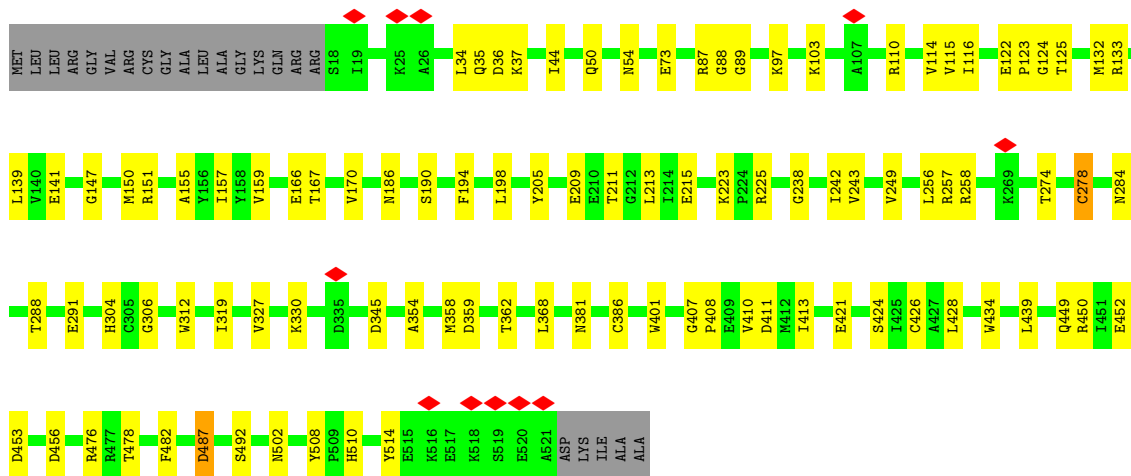 MET LEU LEU ARG GLY VAL ARG CYS GLY ALA LEU ALA GLY LYS GLN ARG ARG S18 I19 K25 A26 L34 Q35 D36 K37 I44 Q50 N54 E73 R87 G88 G89 K97 K103 A107 R110 V114 V115 I116 E122 P123 G124 T125 M132 R133
L139 V140 E141 G147 M150 R151 A155 Y156 I157 Y158 V159 E166 T167 V170 N186 S190 F194 L198 Y205 E209 E210 T211 G212 L213 I214 E215 K223 P224 R225 G238 I242 V243 V249 L256 R257 R258 K269 T274 C278 N284
T288 E291 H304 C305 G306 W312 I319 V327 K330 D335 D345 A354 M358 D359 T362 L368 N381 C386 W401 G407 P408 E409 V410 D411 M412 I413 E421 S424 I425 C426 A427 L428 W434 L439 Q449 R450 I451 E452
D453 D456 R476 R477 T478 F482 D487 S492 N502 Y508 P509 H510 Y514 E515 K516 E517 K518 S519 E520 A521 ASP LYS ILE ALA ALA